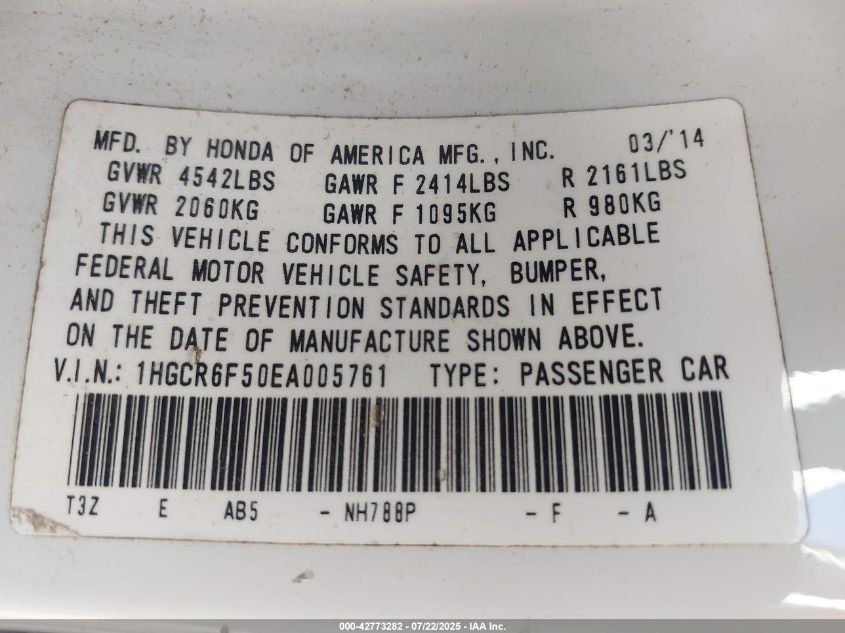 MFD. BY HONDA OF AMERICA MFG., INC. 03/'14
GVWR 4542LBS GAWR F 2414LBS R 2161LBS
GVWR 2060KG GAWR F 1095KG R 980KG
THIS VEHICLE CONFORMS TO ALL APPLICABLE
FEDERAL MOTOR VEHICLE SAFETY, BUMPER,
AND THEFT PREVENTION STANDARDS IN EFFECT
ON THE DATE OF MANUFACTURE SHOWN ABOVE.
V.I.N.: 1HGCR6F50EA005761 TYPE: PASSENGER CAR
T3Z E AB5 - NH788P - F - A
000-42773282 - 07/22/2025 - IAA Inc.